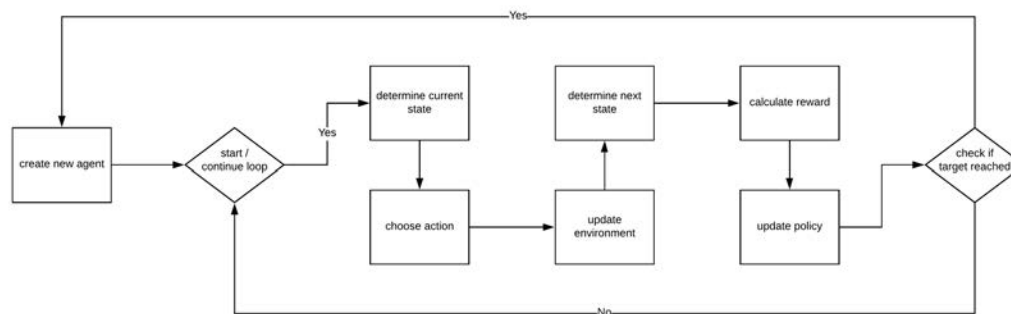 Yes
create new agent
start /
continue loop
Yes
determine current
state
choose action
update
environment
determine next
state
calculate reward
update policy
check if
target reached
No